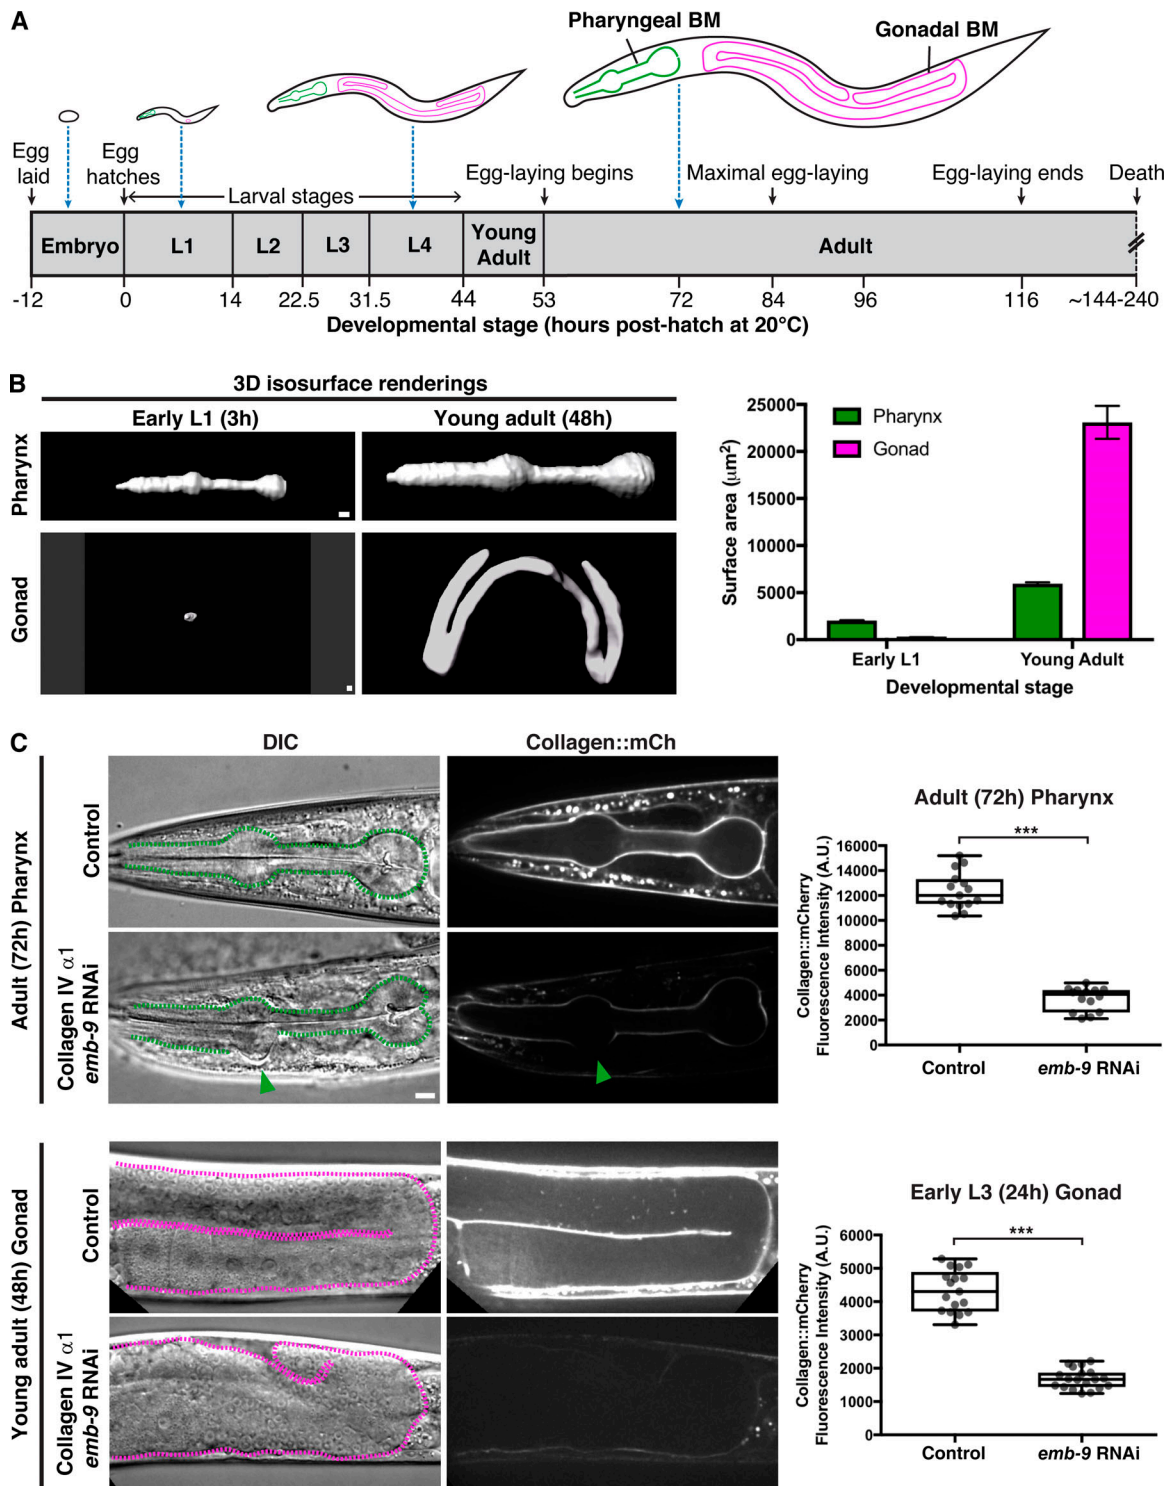 A
Pharyngeal BM
Gonadal BM
Egg laid
Egg hatches
Larval stages
Egg-laying begins
Maximal egg-laying
Egg-laying ends
Death
Embryo
L1
L2
L3
L4
Young Adult
Adult
-12
0
14
22.5
31.5
44
53
72
84
96
116
~144-240
Developmental stage (hours post-hatch at 20°C)
B
3D isosurface renderings
Early L1 (3h)
Young adult (48h)
Pharynx
Gonad
Surface area (μm2)
25000
20000
15000
10000
5000
0
Pharynx
Gonad
Early L1
Young Adult
Developmental stage
C
DIC
Collagen::mCh
Adult (72h) Pharynx
Control
Collagen IV α1
emb-9 RNAi
Adult (72h) Pharynx
***
Collagen::mCherry
Fluorescence Intensity (A.U.)
16000
14000
12000
10000
8000
6000
4000
2000
0
Control
emb-9 RNAi
Young adult (48h) Gonad
Control
Collagen IV α1
emb-9 RNAi
Early L3 (24h) Gonad
***
Collagen::mCherry
Fluorescence Intensity (A.U.)
6000
5000
4000
3000
2000
1000
0
Control
emb-9 RNAi